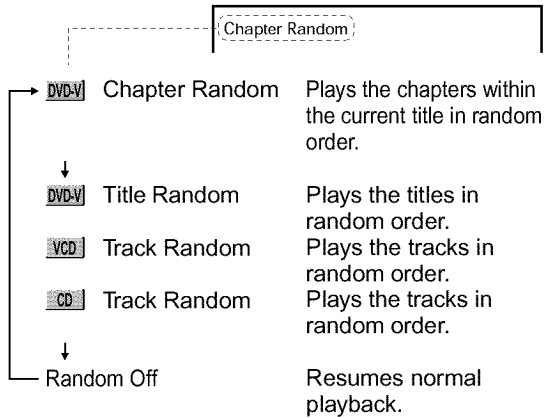 Chapter Random
DVD-V Chapter Random Plays the chapters within
the current title in random
order.
DVD-V Title Random Plays the titles in
random order.
VCD Track Random Plays the tracks in
random order.
CD Track Random Plays the tracks in
random order.
Random Off Resumes normal
playback.